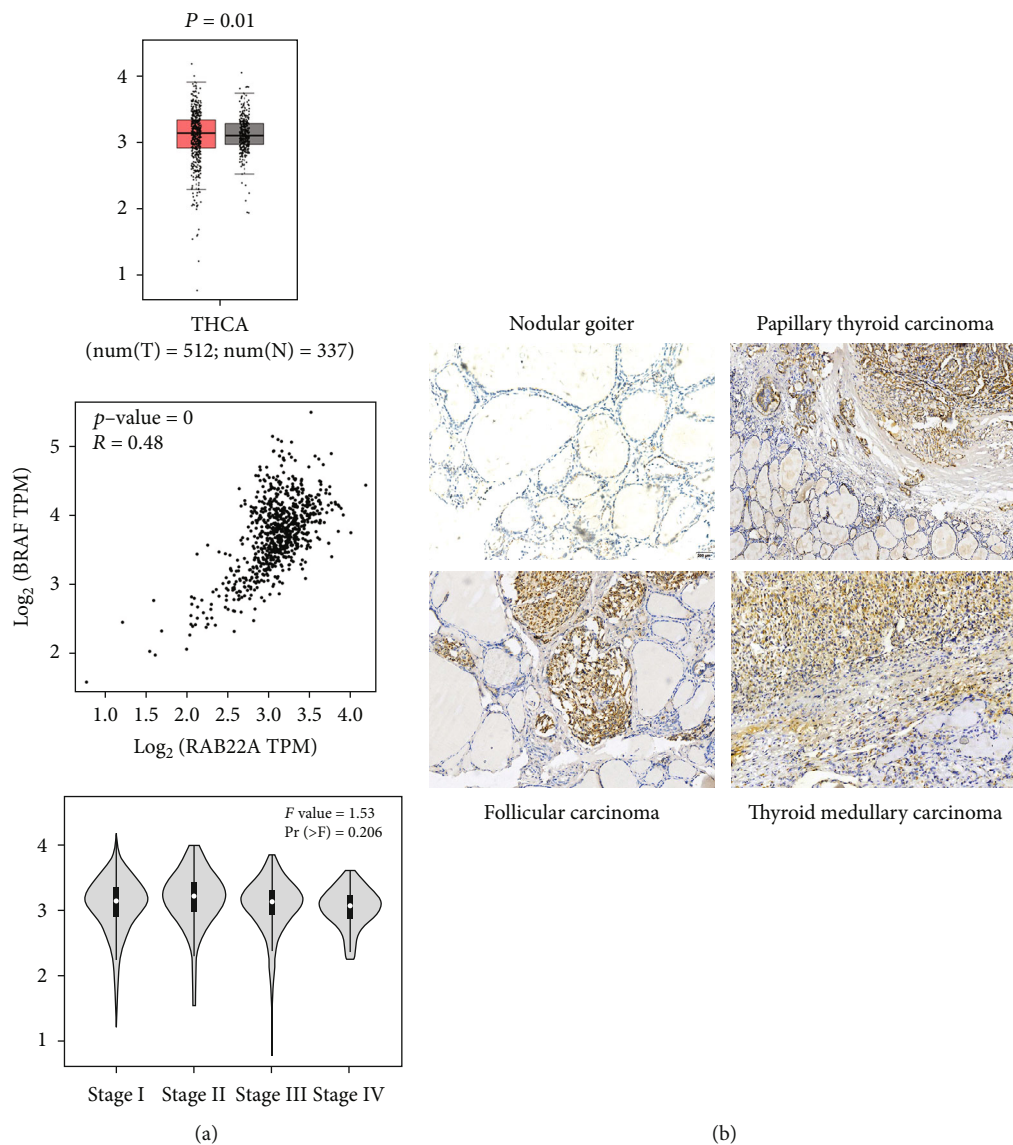 P = 0.01
4
3
2
1
THCA
(num(T) = 512; num(N) = 337)
p–value = 0
R = 0.48
Log2 (BRAF TPM)
5
4
3
2
1.0 1.5 2.0 2.5 3.0 3.5 4.0
Log2 (RAB22A TPM)
F value = 1.53
Pr (>F) = 0.206
4
3
2
1
Stage I Stage II Stage III Stage IV
(a)
Nodular goiter
Papillary thyroid carcinoma
Follicular carcinoma
Thyroid medullary carcinoma
(b)